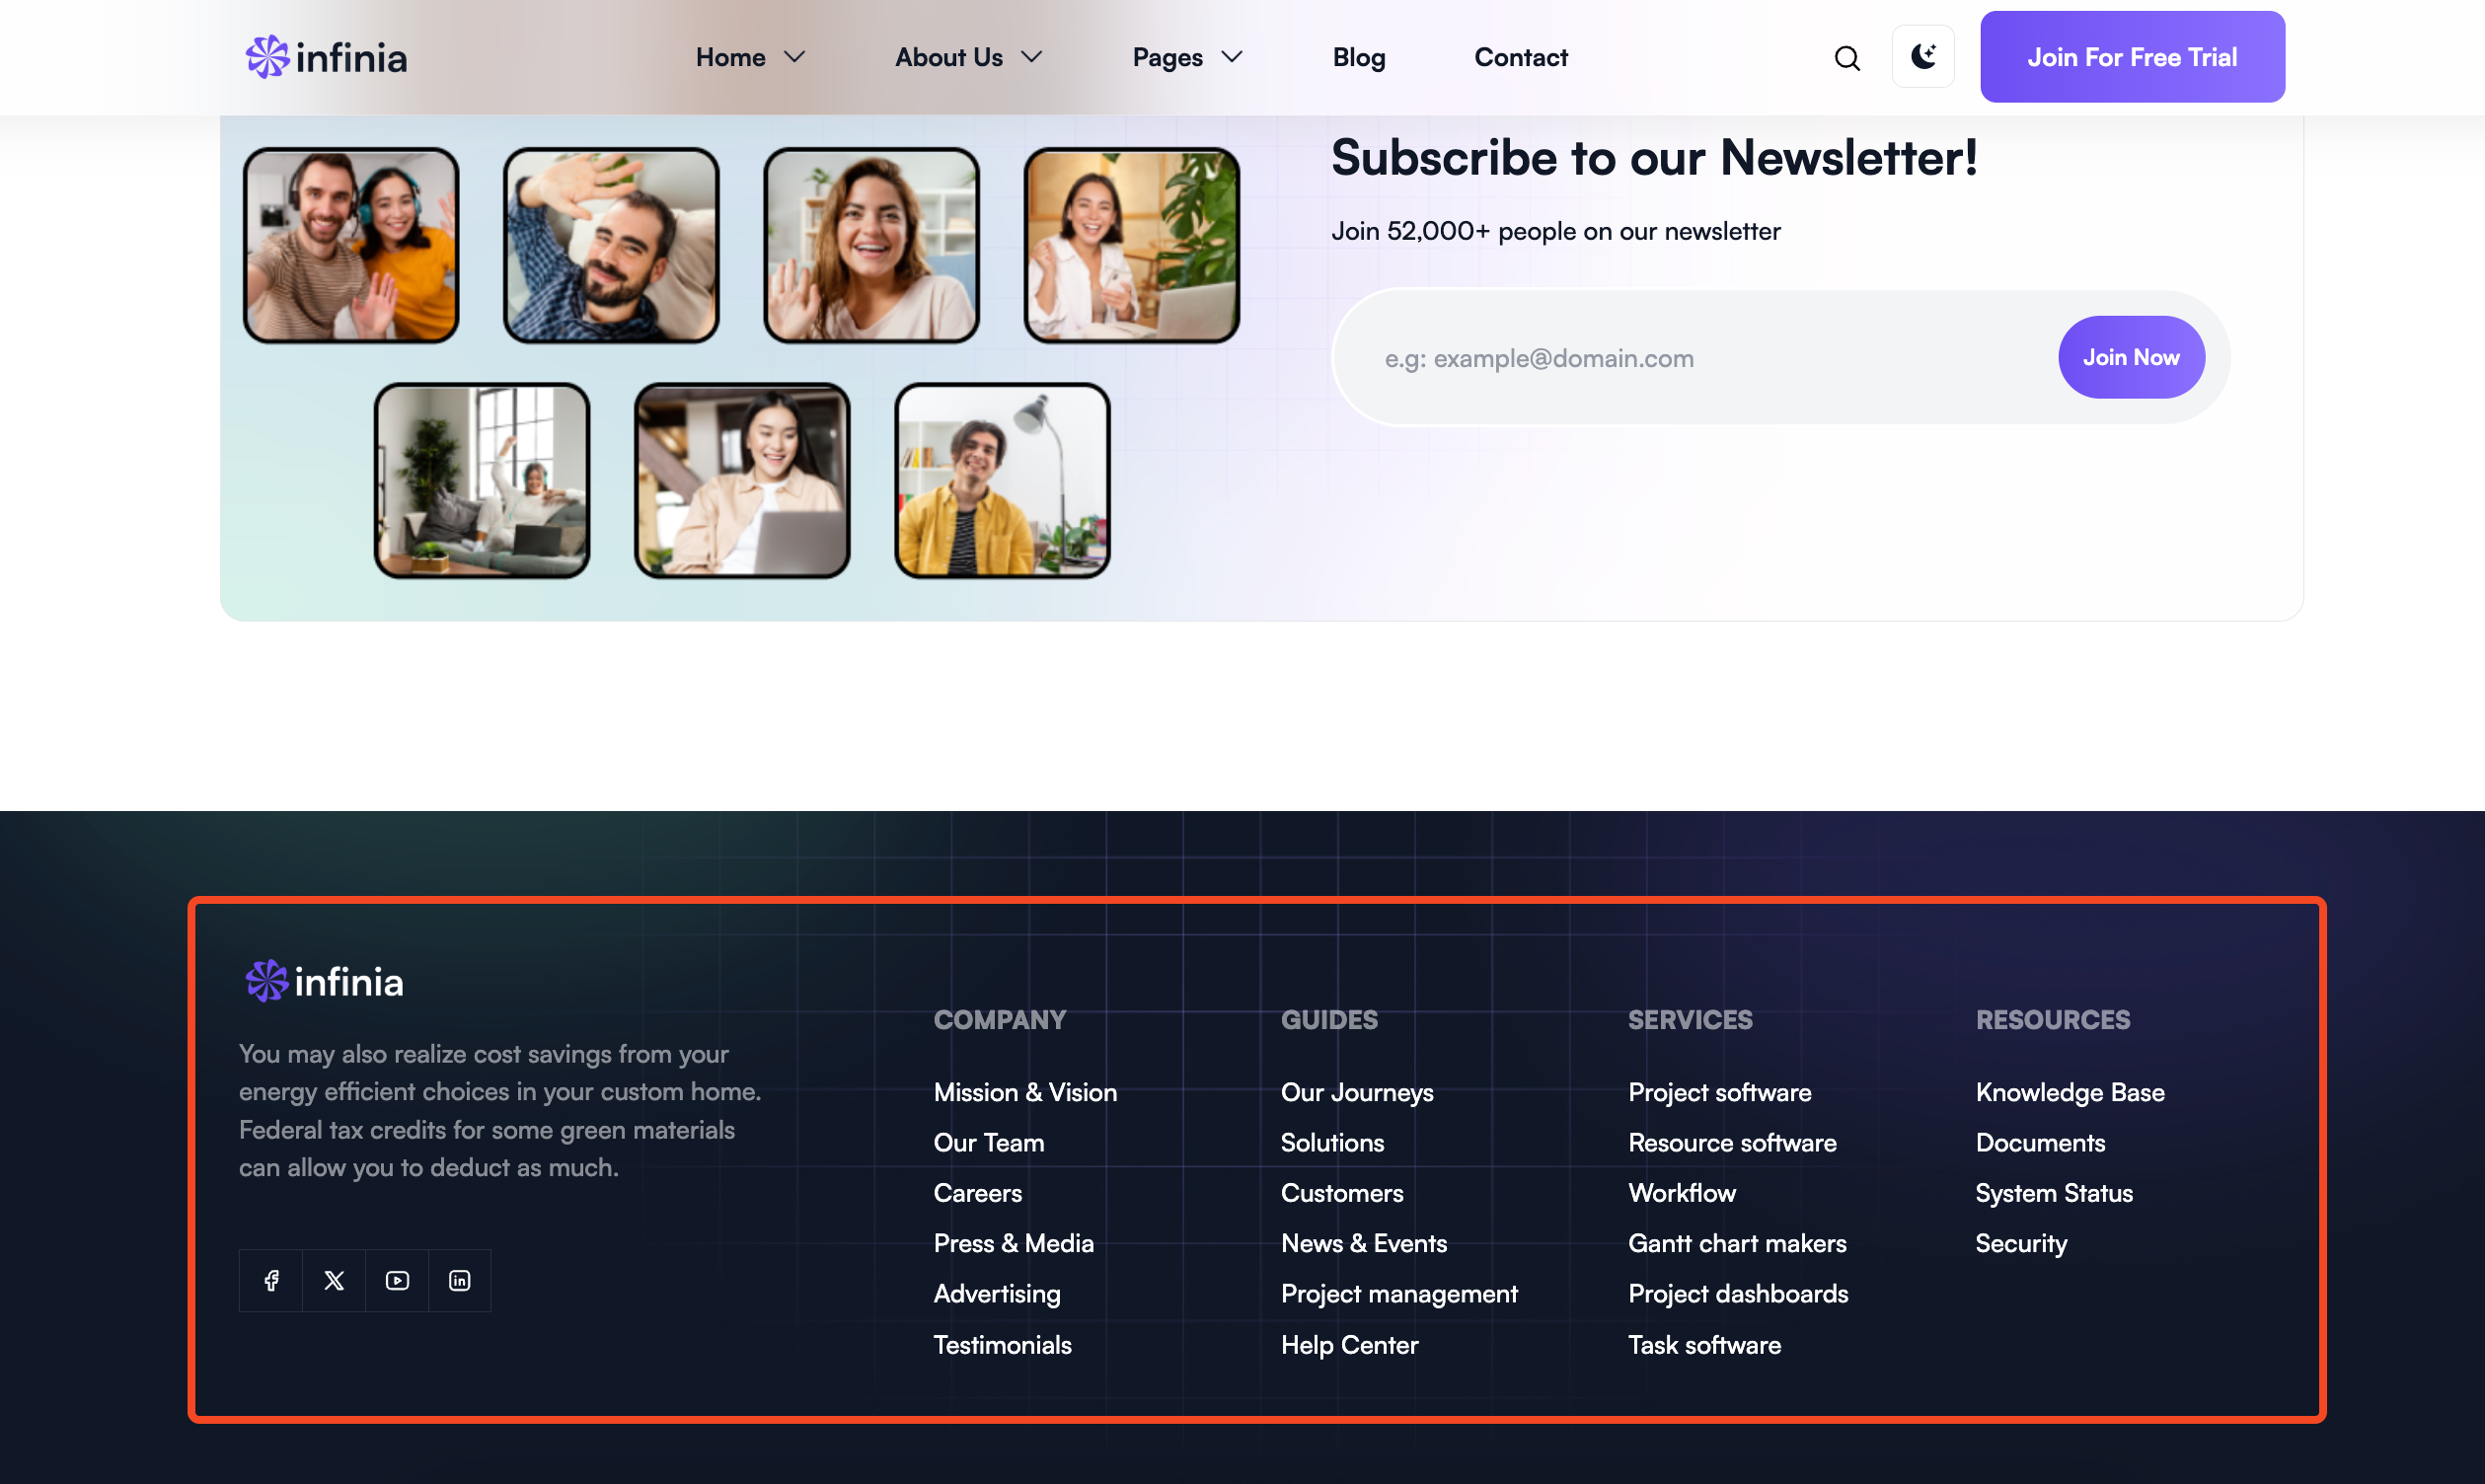 infinia
Home
About Us
Pages
Blog
Contact
Join For Free Trial
Subscribe to our Newsletter!
Join 52,000+ people on our newsletter
e.g: example@domain.com
Join Now
infinia
You may also realize cost savings from your
energy efficient choices in your custom home.
Federal tax credits for some green materials
can allow you to deduct as much.
COMPANY
Mission & Vision
Our Team
Careers
Press & Media
Advertising
Testimonials
GUIDES
Our Journeys
Solutions
Customers
News & Events
Project management
Help Center
SERVICES
Project software
Resource software
Workflow
Gantt chart makers
Project dashboards
Task software
RESOURCES
Knowledge Base
Documents
System Status
Security